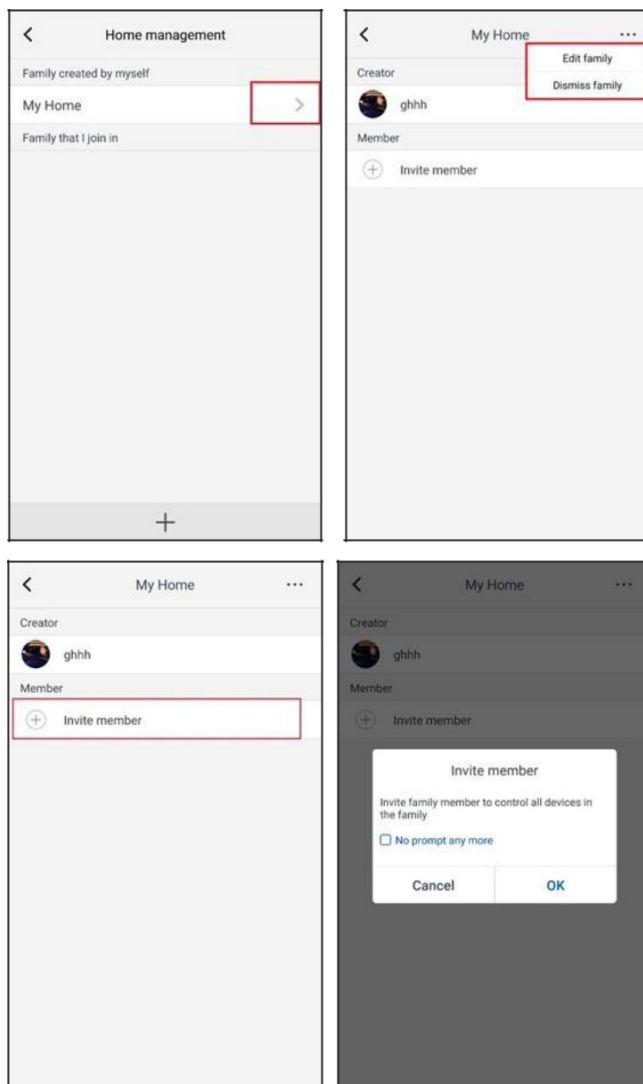 Home management
Family created by myself
My Home
Family that I join in
My Home
Edit family
Dismiss family
Creator
ghhh
Member
Invite member
My Home
Creator
ghhh
Member
Invite member
My Home
Creator
ghhh
Member
Invite member
Invite member
Invite family member to control all devices in
the family
No prompt any more
Cancel OK